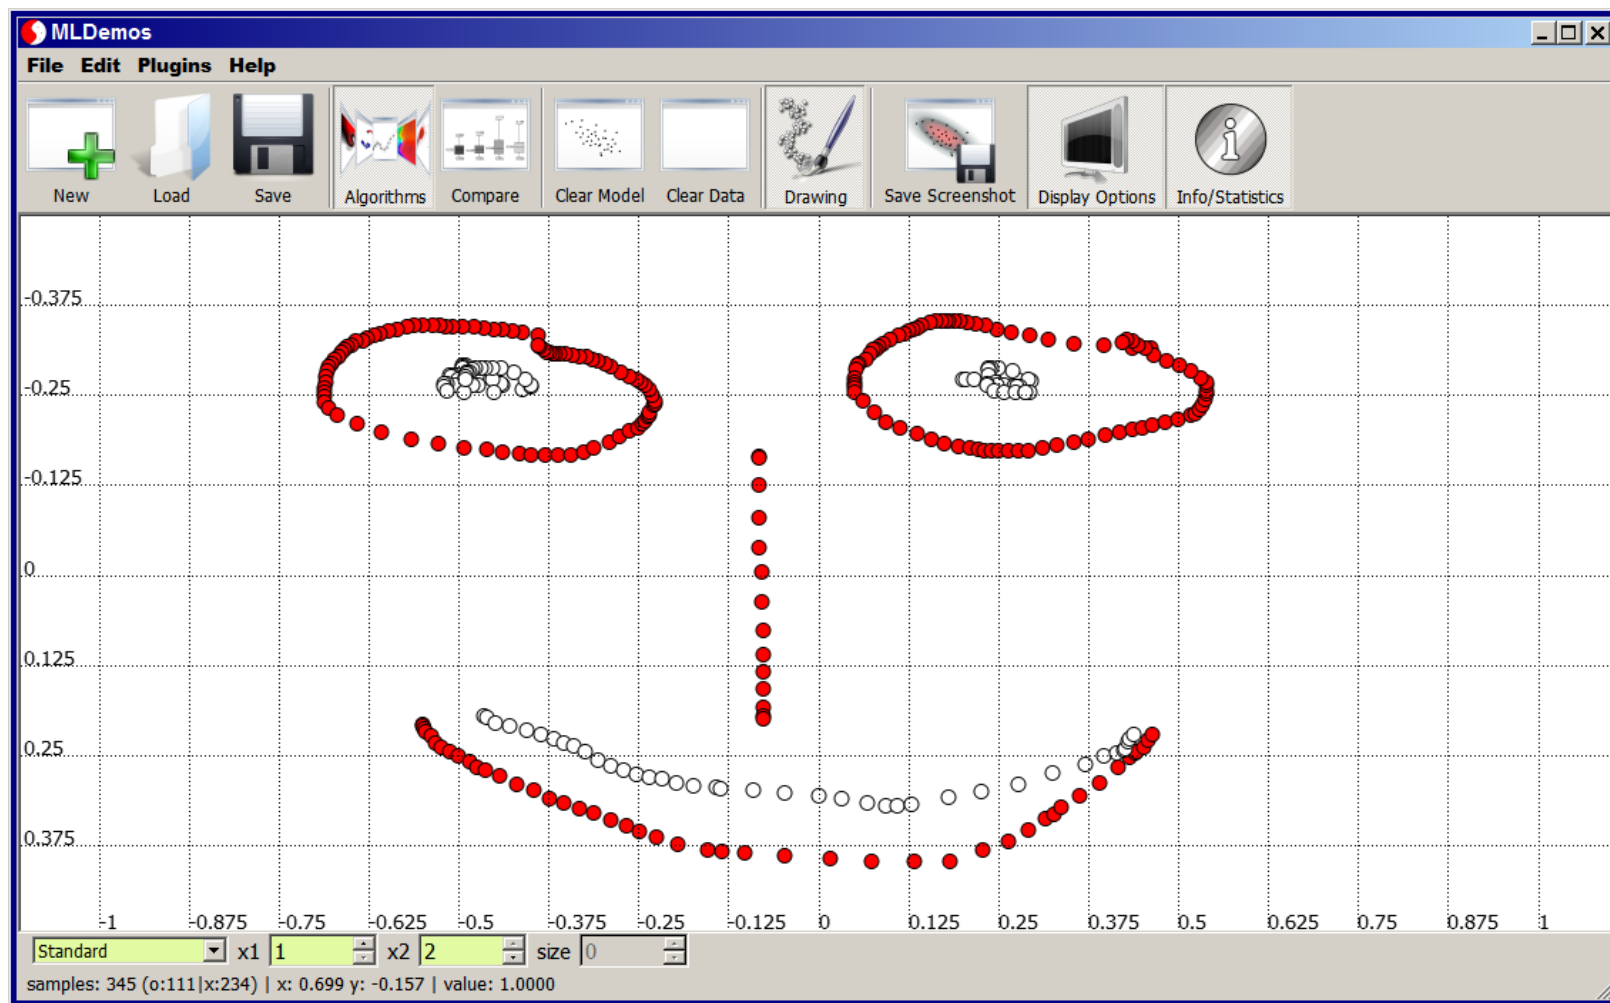 MLDemos
File Edit Plugins Help
New Load Save Algorithms Compare Clear Model Clear Data Drawing Save Screenshot Display Options Info/Statistics
-0.375
-0.25
-0.125
0
0.125
0.25
0.375
-1 -0.875 -0.75 -0.625 -0.5 -0.375 -0.25 -0.125 0 0.125 0.25 0.375 0.5 0.625 0.75 0.875 1
Standard x1 1 x2 2 size 0
samples: 345 (o:111|x:234) | x: 0.699 y: -0.157 | value: 1.0000